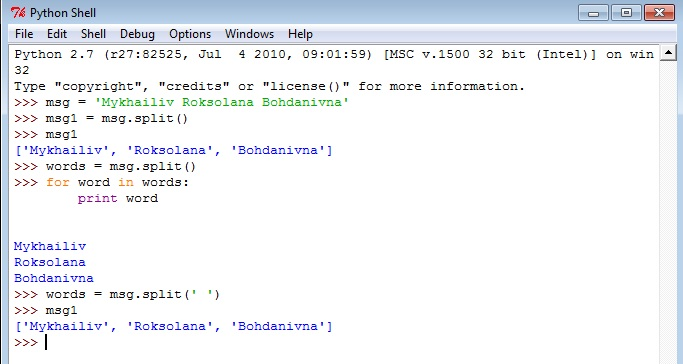 Python Shell
File Edit Shell Debug Options Windows Help
Python 2.7 (r27:82525, Jul  4 2010, 09:01:59) [MSC v.1500 32 bit (Intel)] on win
32
Type "copyright", "credits" or "license()" for more information.
>>> msg = 'Mykhailiv Roksolana Bohdanivna'
>>> msg1 = msg.split()
>>> msg1
['Mykhailiv', 'Roksolana', 'Bohdanivna']
>>> words = msg.split()
>>> for word in words:
        print word
Mykhailiv
Roksolana
Bohdanivna
>>> words = msg.split(' ')
>>> msg1
['Mykhailiv', 'Roksolana', 'Bohdanivna']
>>>